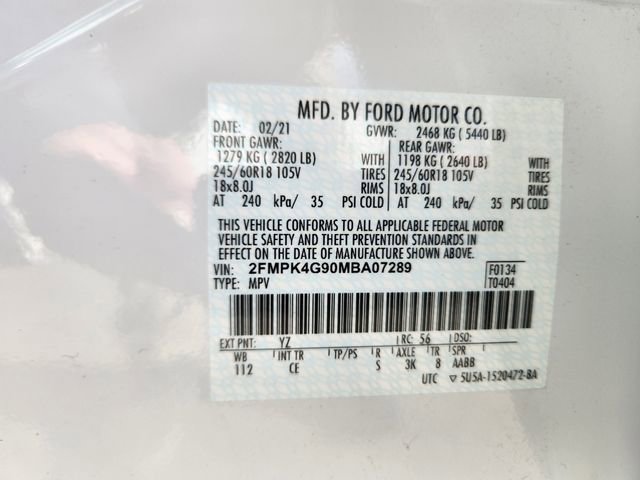 MFD. BY FORD MOTOR CO.
DATE: 02/21 GVWR: 2468 KG ( 5440 LB)
FRONT GAWR: REAR GAWR:
1279 KG ( 2820 LB) WITH 1198 KG ( 2640 LB) WITH
245/60R18 105V TIRES 245/60R18 105V TIRES
18x8.0J RIMS 18x8.0J RIMS
AT 240 kPa/ 35 PSI COLD AT 240 kPa/ 35 PSI COLD
THIS VEHICLE CONFORMS TO ALL APPLICABLE FEDERAL MOTOR
VEHICLE SAFETY AND THEFT PREVENTION STANDARDS IN
EFFECT ON THE DATE OF MANUFACTURE SHOWN ABOVE.
VIN: 2FMPK4G90MBA07289 F0134
TYPE: MPV T0404
EXT PNT: YZ RC: 56 DSO:
WB INT TR TP/PS R AXLE TR SPR
112 CE S 3K 8 AABB
UTC ▽ 5U5A-1520472-BA